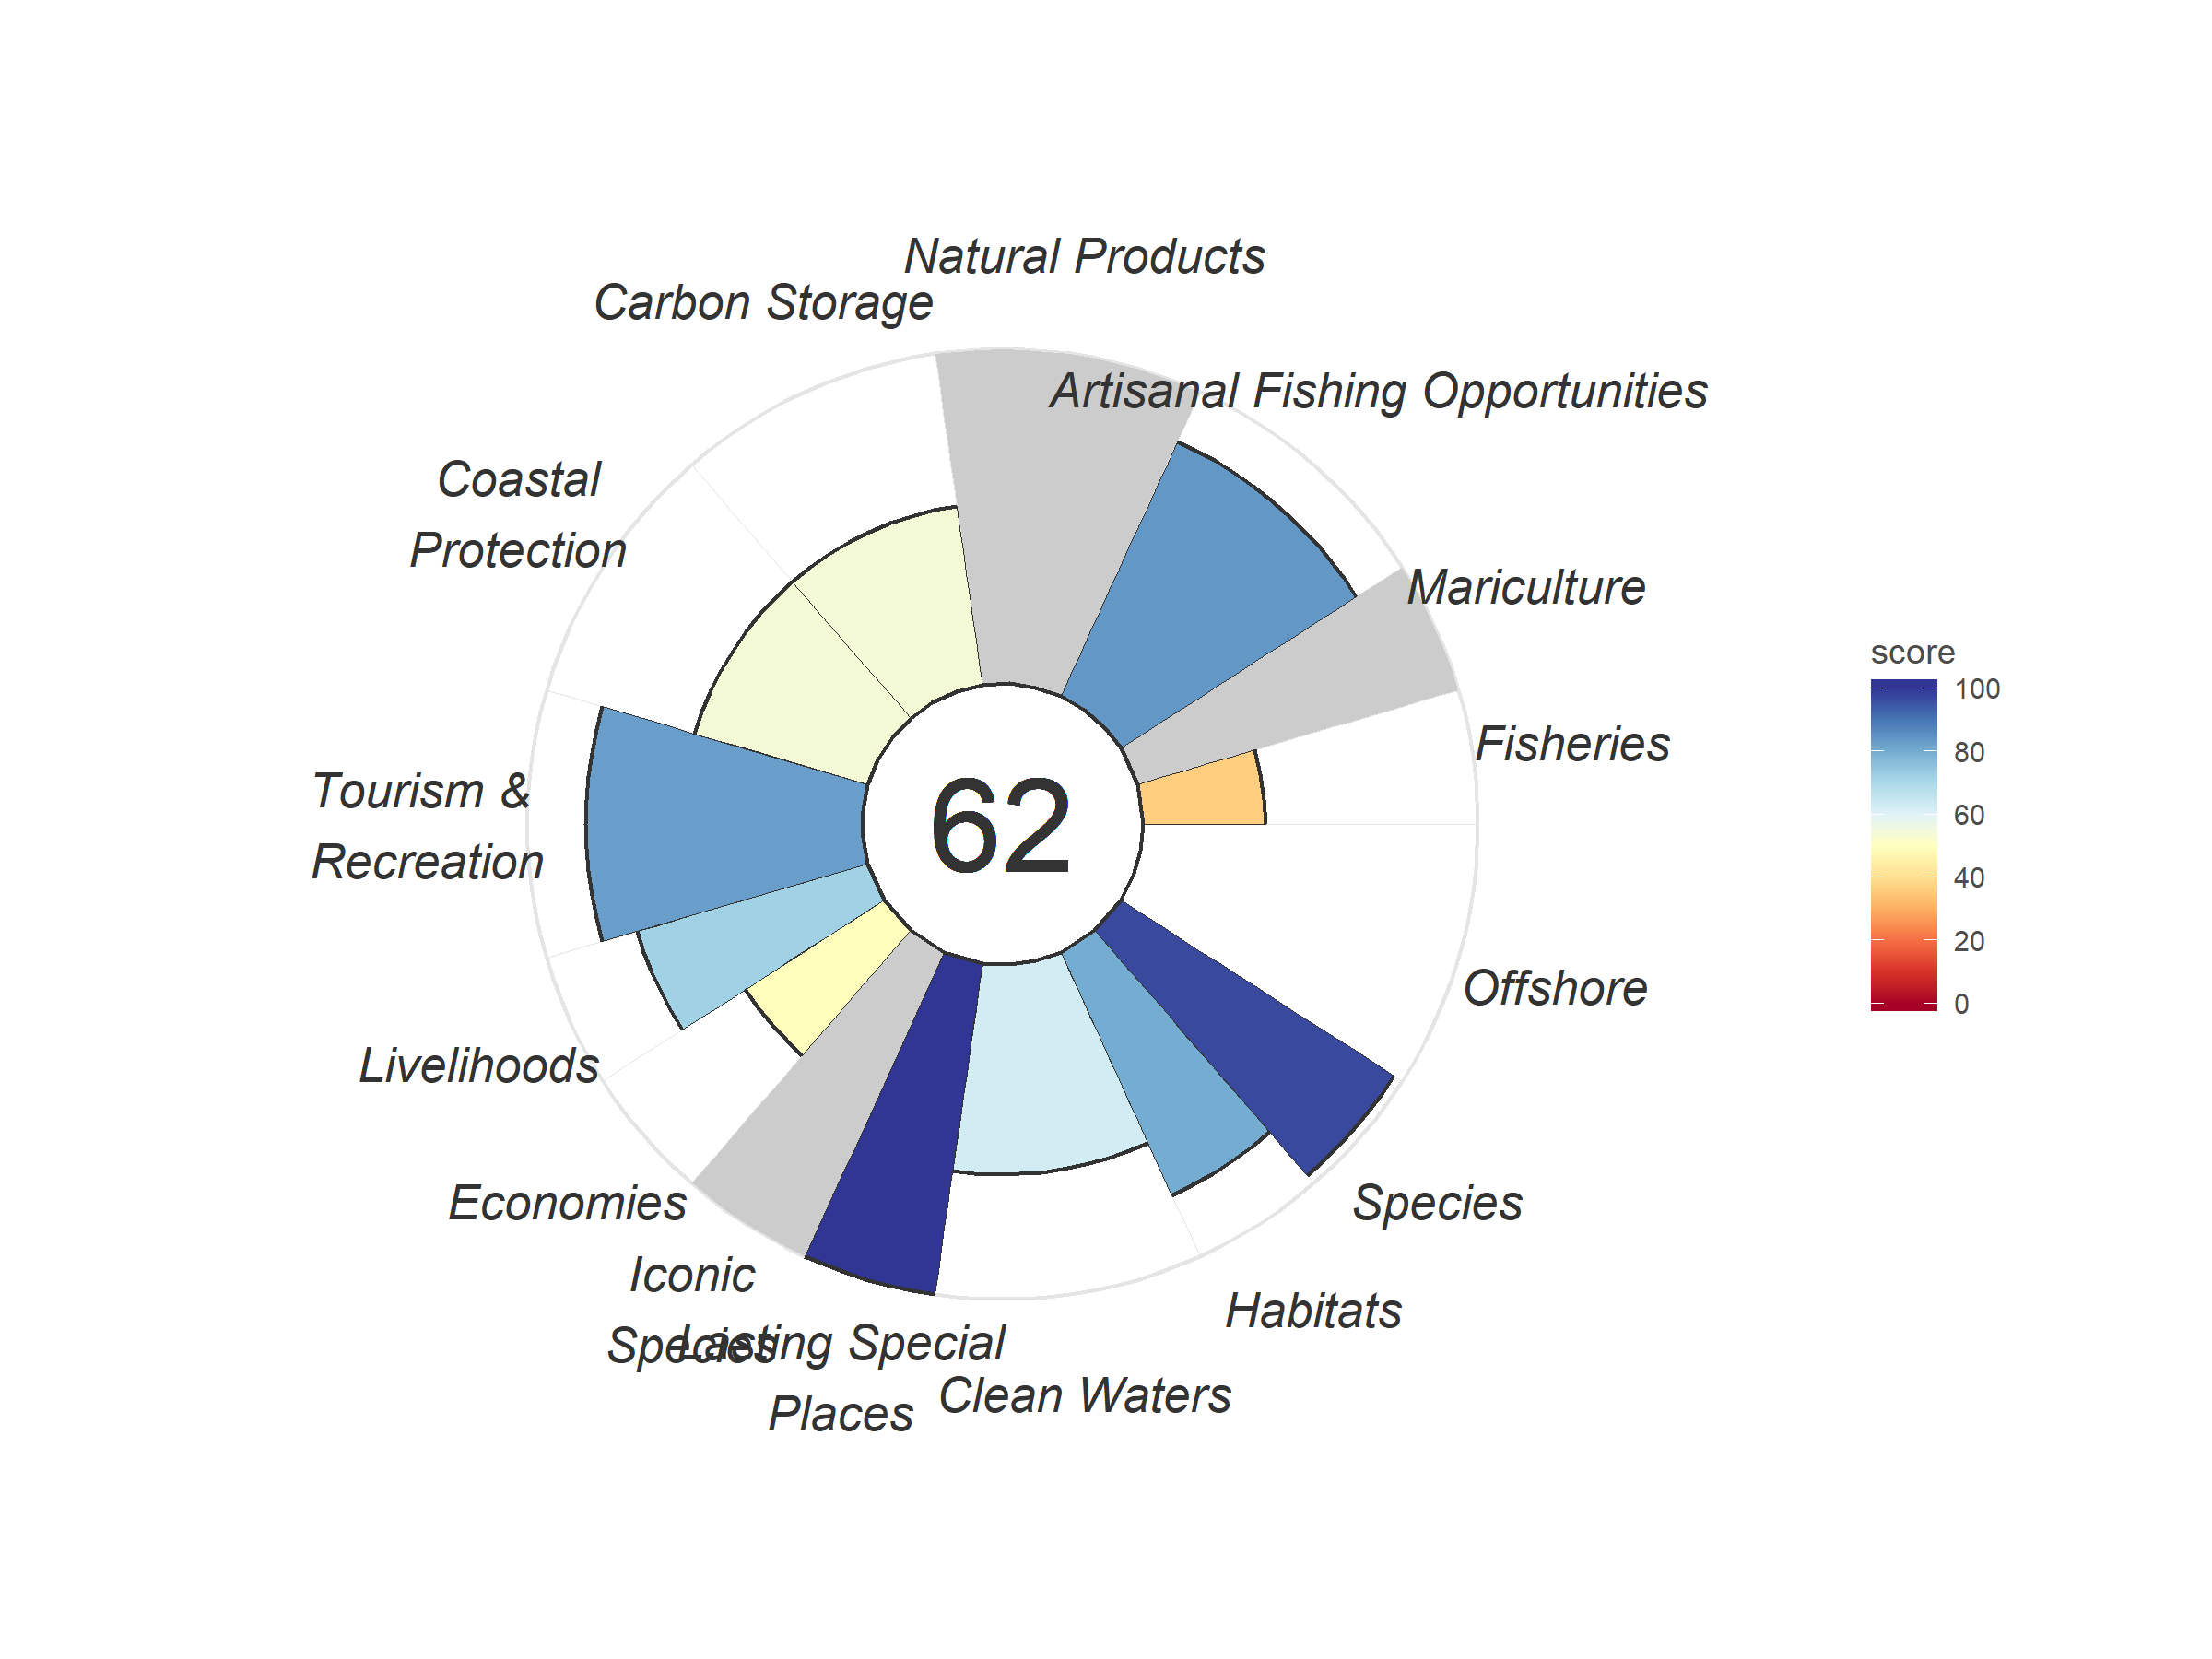 Natural Products
Carbon Storage
Artisanal Fishing Opportunities
Coastal
Protection
Mariculture
Fisheries
Tourism &
Recreation
62
Offshore
Livelihoods
Economies
Species
Iconic
Species
Habitats
Lasting Special
Places
Clean Waters
score
100
80
60
40
20
0